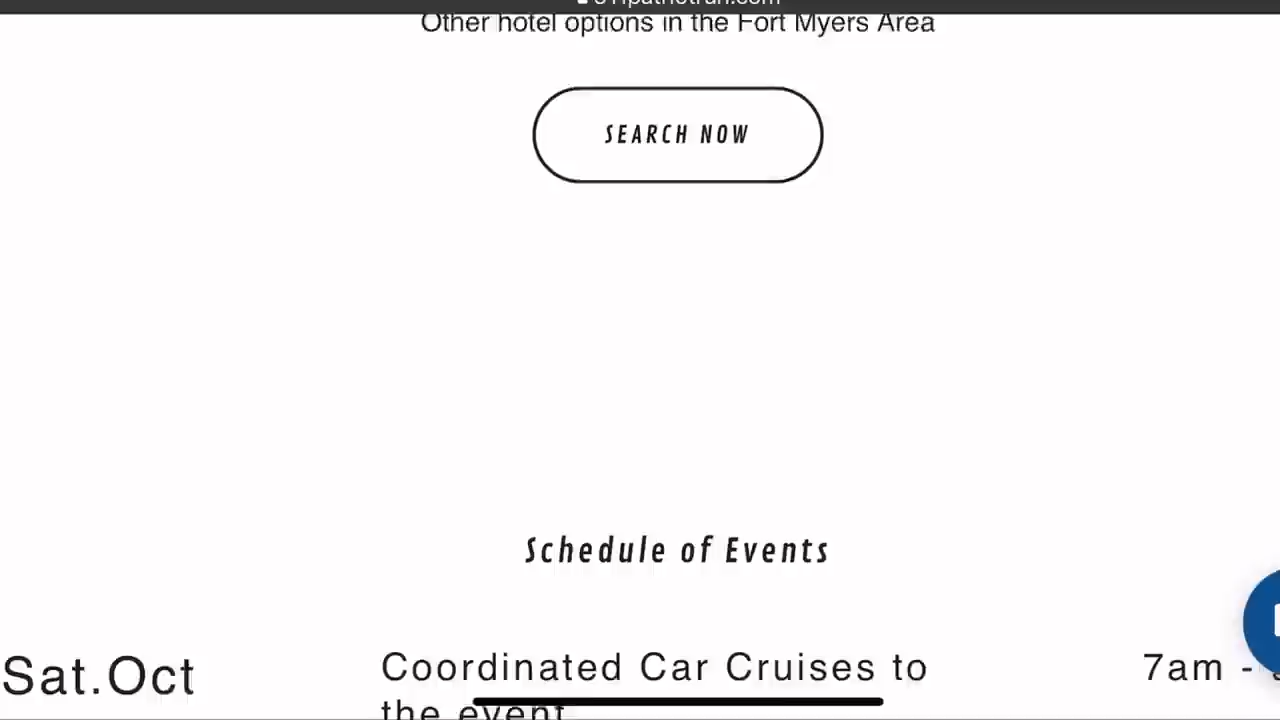 Other hotel options in the Fort Myers Area
SEARCH NOW
Schedule of Events
Sat.Oct
Coordinated Car Cruises to
the event
7am -